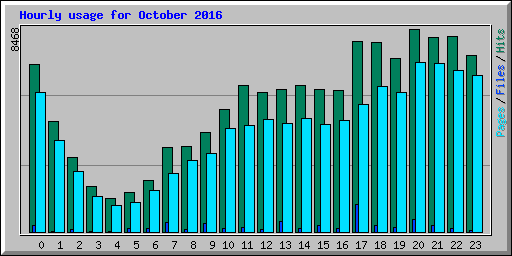 Hourly usage for October 2016
8468
Pages / Files / Hits
0 1 2 3 4 5 6 7 8 9 10 11 12 13 14 15 16 17 18 19 20 21 22 23